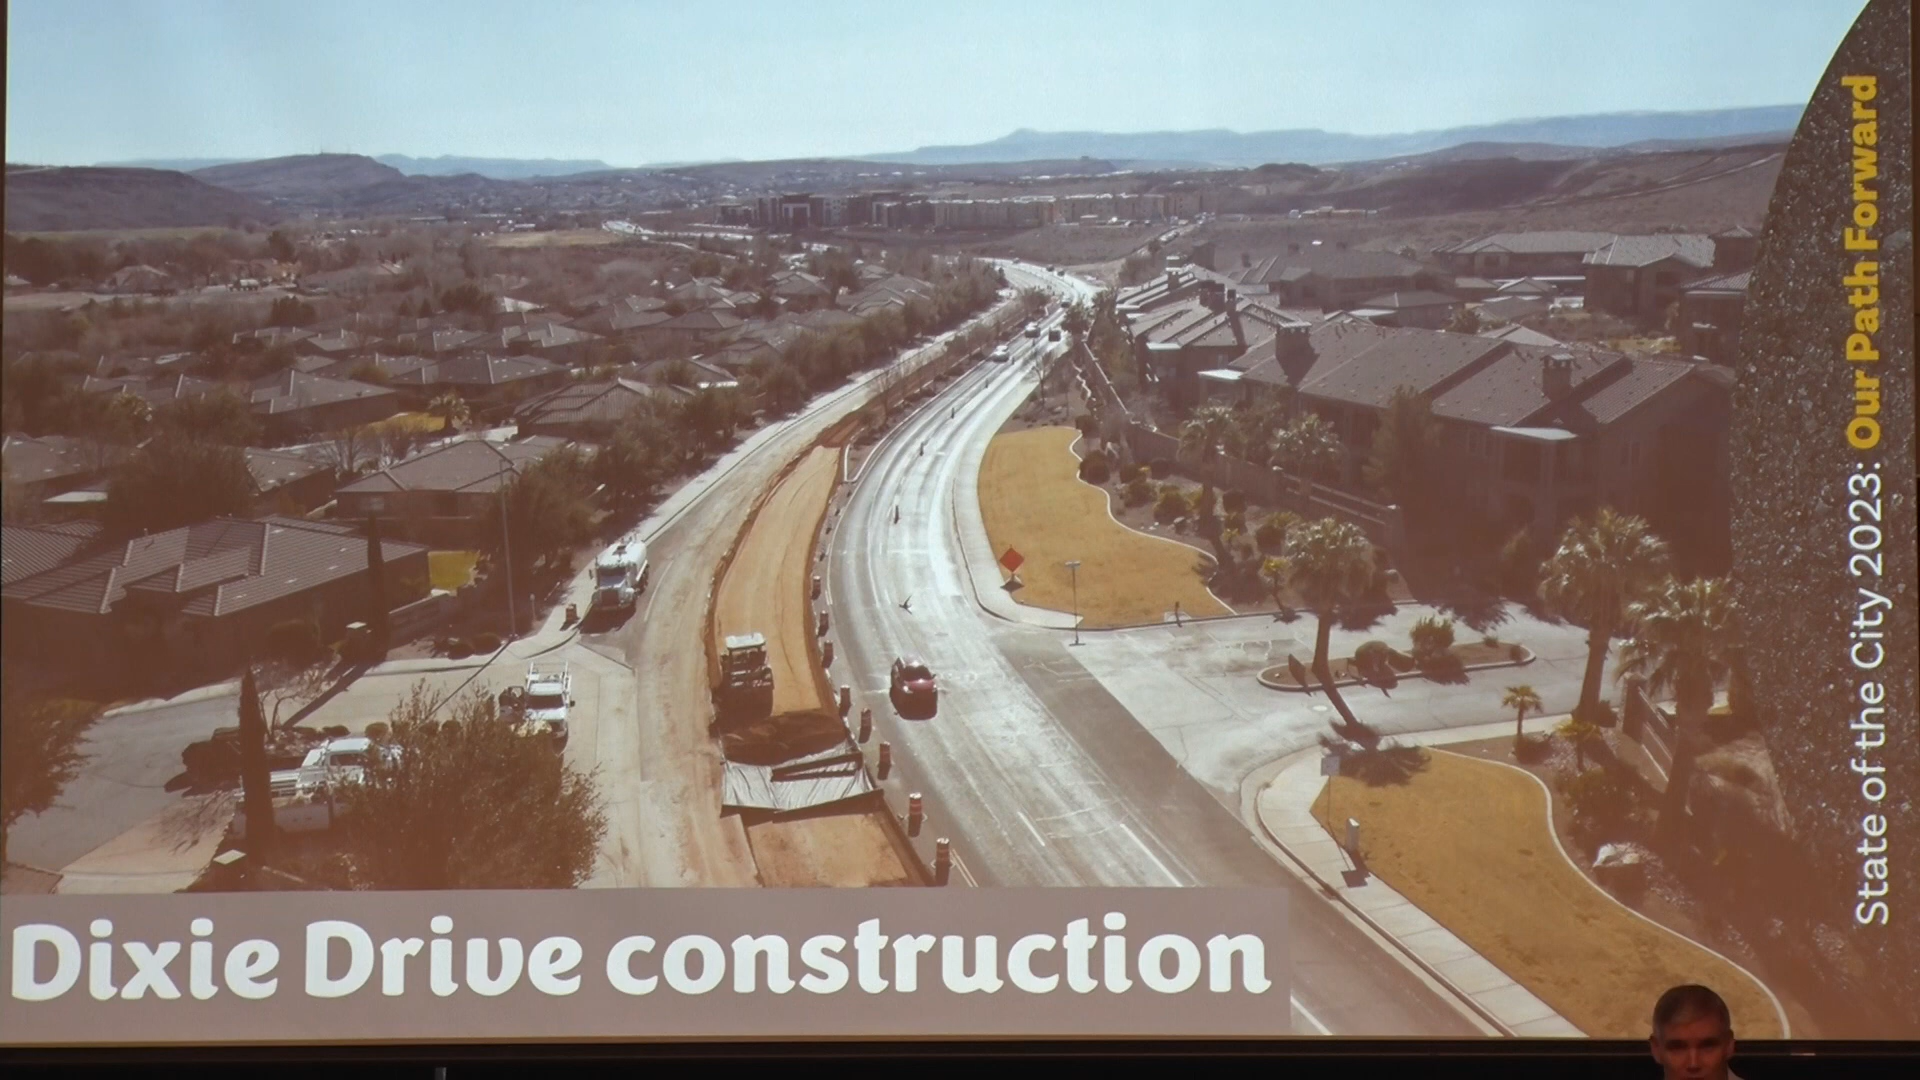 Dixie Drive construction
State of the City 2023: Our Path Forward